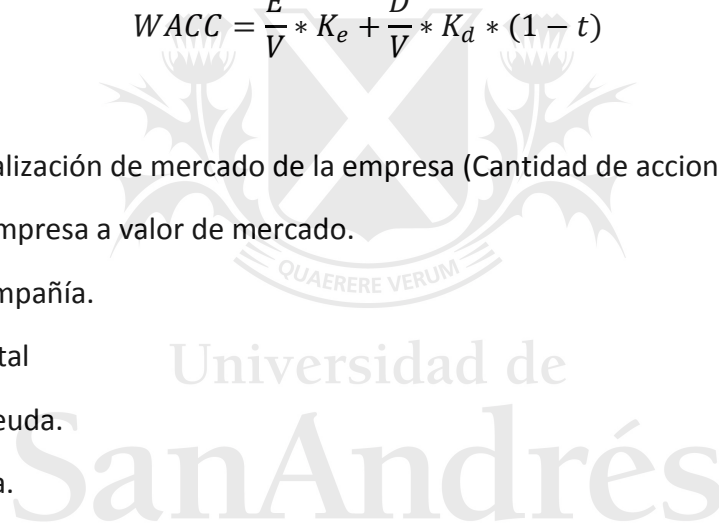 WACC = E/V * K_e + D/V * K_d * (1 − t)
alización de mercado de la empresa (Cantidad de accion
mpresa a valor de mercado.
QUAERERE VERUM
mpañía.
tal
Universidad de
euda.
SanAndrés
a.